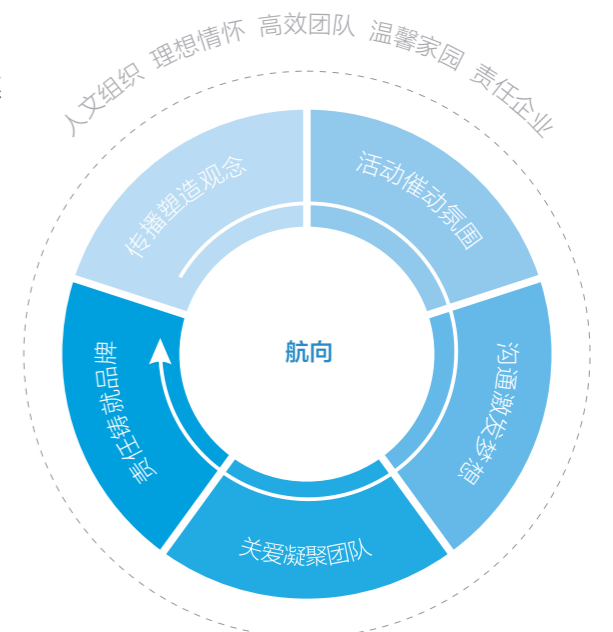 人文组织 理想情怀 高效团队 温馨家园 责任企业
传播塑造观念
活动催动氛围
沟通激发梦想
关爱凝聚团队
责任铸就品牌
航向